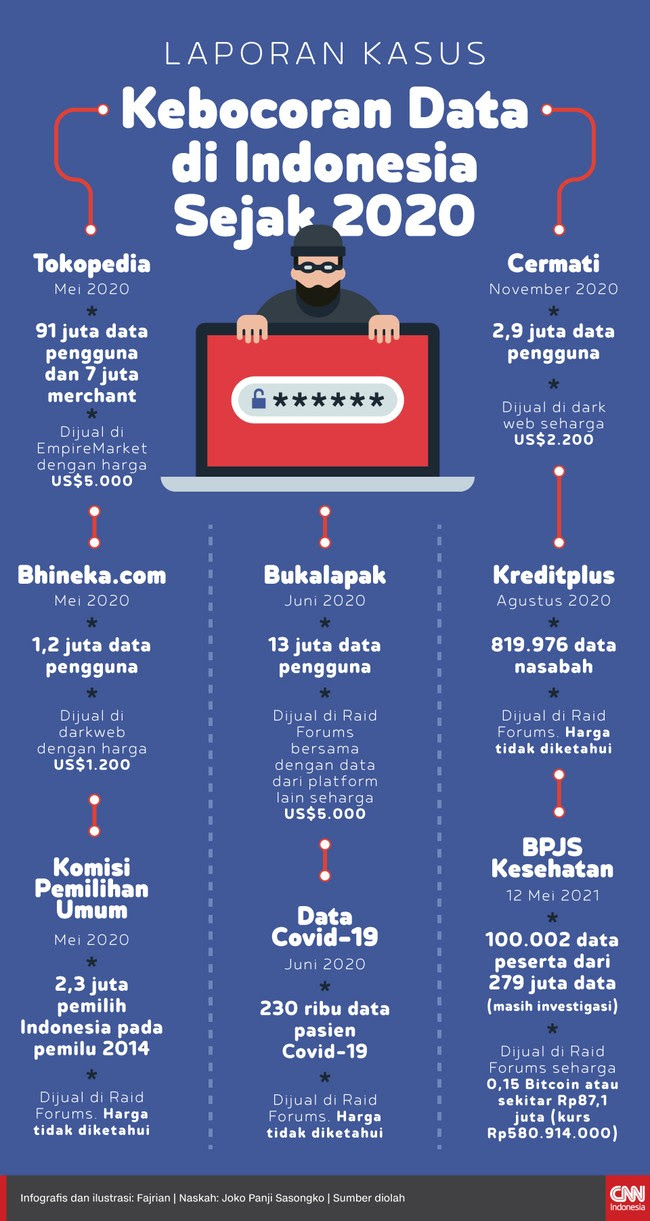 LAPORAN KASUS
Kebocoran Data
di Indonesia
Sejak 2020
Tokopedia
Mei 2020
*
91 juta data
pengguna
dan 7 juta
merchant
*
Dijual di
EmpireMarket
dengan harga
US$5.000
Bhineka.com
Mei 2020
*
1,2 juta data
pengguna
*
Dijual di
darkweb
dengan harga
US$1.200
Komisi
Pemilihan
Umum
Mei 2020
*
2,3 juta
pemilih
Indonesia pada
pemilu 2014
*
Dijual di Raid
Forums. Harga
tidak diketahui
******
Bukalapak
Juni 2020
*
13 juta data
pengguna
*
Dijual di Raid
Forums
bersama
dengan data
dari platform
lain seharga
US$5.000
Data
Covid-19
Juni 2020
*
230 ribu data
pasien
Covid-19
*
Dijual di Raid
Forums. Harga
tidak diketahui
Cermati
November 2020
*
2,9 juta data
pengguna
*
Dijual di dark
web seharga
US$2.200
Kreditplus
Agustus 2020
*
819.976 data
nasabah
*
Dijual di Raid
Forums. Harga
tidak diketahui
BPJS
Kesehatan
12 Mei 2021
*
100.002 data
peserta dari
279 juta data
(masih investigasi)
*
Dijual di Raid
Forums seharga
0,15 Bitcoin atau
sekitar Rp87,1
juta (kurs
Rp580.914.000)
Infografis dan ilustrasi: Fajrian | Naskah: Joko Panji Sasongko | Sumber diolah
CNN
Indonesia